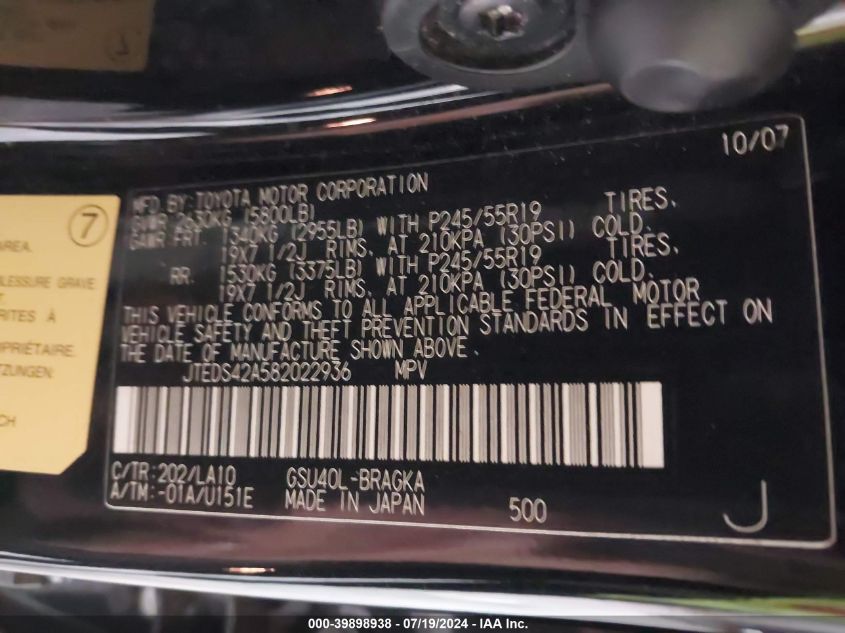 10/07
MFD BY: TOYOTA MOTOR CORPORATION
GVWR 2630KG (5800LB)
GAWR FRT. 1340KG (2955LB) WITH P245/55R19 TIRES,
19X7 1/2J RIMS, AT 210KPA (30PSI) COLD.
RR. 1530KG (3375LB) WITH P245/55R19 TIRES,
19X7 1/2J RIMS, AT 210KPA (30PSI) COLD.
THIS VEHICLE CONFORMS TO ALL APPLICABLE FEDERAL MOTOR
VEHICLE SAFETY AND THEFT PREVENTION STANDARDS IN EFFECT ON
THE DATE OF MANUFACTURE SHOWN ABOVE.
JTEDS42A582022936 MPV
C/TR: 202/LA10 GSU40L-BRAGKA
A/TM: -01A/U151E MADE IN JAPAN 500
J
7
AREA.
BLESSURE GRAVE
RITES À
PROPRIÉTAIRE.
TZUNGEN
CH
000-39898938 - 07/19/2024 - IAA Inc.